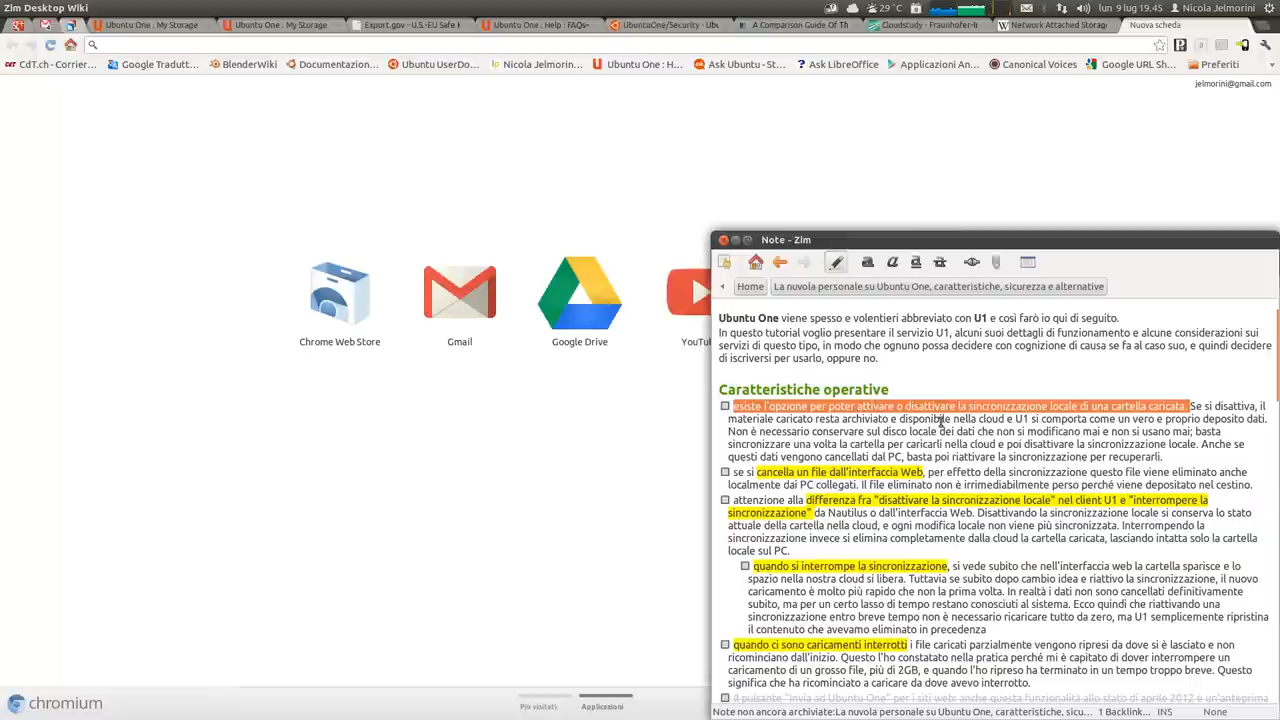 Zim Desktop Wiki
29 °C
lun 9 lug 19,45
Nicola Jelmorini
Ubuntu One : My Storage
Ubuntu One : My Storage
Export.gov - U.S.-EU Safe H
Ubuntu One : Help : FAQs
UbuntuOne/Security - Ubu
A Comparison Guide Of Th
Cloudstudy - Fraunhofer-In
Network Attached Storag
Nuova scheda
CdT.ch - Corrier...
Google Tradutt...
BlenderWiki
Documentazion...
Ubuntu UserDo...
Nicola Jelmorin...
Ubuntu One : H...
Ask Ubuntu - St...
Ask LibreOffice
Applicazioni An...
Canonical Voices
Google URL Sh...
Preferiti
jelmorini@gmail.com
Chrome Web Store
Gmail
Google Drive
YouTu
Note - Zim
Home
La nuvola personale su Ubuntu One, caratteristiche, sicurezza e alternative
Ubuntu One viene spesso e volentieri abbreviato con U1 e così farò io qui di seguito.
In questo tutorial voglio presentare il servizio U1, alcuni suoi dettagli di funzionamento e alcune considerazioni sui
servizi di questo tipo, in modo che ognuno possa decidere con cognizione di causa se fa al caso suo, e quindi decidere
di iscriversi per usarlo, oppure no.
Caratteristiche operative
esiste l'opzione per poter attivare o disattivare la sincronizzazione locale di una cartella caricata. Se si disattiva, il
materiale caricato resta archiviato e disponibile nella cloud e U1 si comporta come un vero e proprio deposito dati.
Non è necessario conservare sul disco locale dei dati che non si modificano mai e non si usano mai; basta
sincronizzare una volta la cartella per caricarli nella cloud e poi disattivare la sincronizzazione locale. Anche se
questi dati vengono cancellati dal PC, basta poi riattivare la sincronizzazione per recuperarli.
se si cancella un file dall'interfaccia Web, per effetto della sincronizzazione questo file viene eliminato anche
localmente dai PC collegati. Il file eliminato non è irrimediabilmente perso perché viene depositato nel cestino.
attenzione alla differenza fra "disattivare la sincronizzazione locale" nel client U1 e "interrompere la
sincronizzazione" da Nautilus o dall'interfaccia Web. Disattivando la sincronizzazione locale si conserva lo stato
attuale della cartella nella cloud, e ogni modifica locale non viene più sincronizzata. Interrompendo la
sincronizzazione invece si elimina completamente dalla cloud la cartella caricata, lasciando intatta solo la cartella
locale sul PC.
quando si interrompe la sincronizzazione, si vede subito che nell'interfaccia web la cartella sparisce e lo
spazio nella nostra cloud si libera. Tuttavia se subito dopo cambio idea e riattivo la sincronizzazione, il nuovo
caricamento è molto più rapido che non la prima volta. In realtà i dati non sono cancellati definitivamente
subito, ma per un certo lasso di tempo restano conosciuti al sistema. Ecco quindi che riattivando una
sincronizzazione entro breve tempo non è necessario ricaricare tutto da zero, ma U1 semplicemente ripristina
il contenuto che avevamo eliminato in precedenza
quando ci sono caricamenti interrotti i file caricati parzialmente vengono ripresi da dove si è lasciato e non
ricominciano dall'inizio. Questo l'ho constatato nella pratica perché mi è capitato di dover interrompere un
caricamento di un grosso file, più di 2GB, e quando l'ho ripreso ha terminato in un tempo troppo breve. Questo
significa che ha ricominciato a caricare da dove avevo interrotto.
Il pulsante "Invia ad Ubuntu One" per i siti web: anche questa funzionalità allo stato di aprile 2012 è un'anteprima
Note non ancora archiviate:La nuvola personale su Ubuntu One, caratteristiche, sicu...
1 Backlink...
INS
None
chromium
Più visitati
Applicazioni